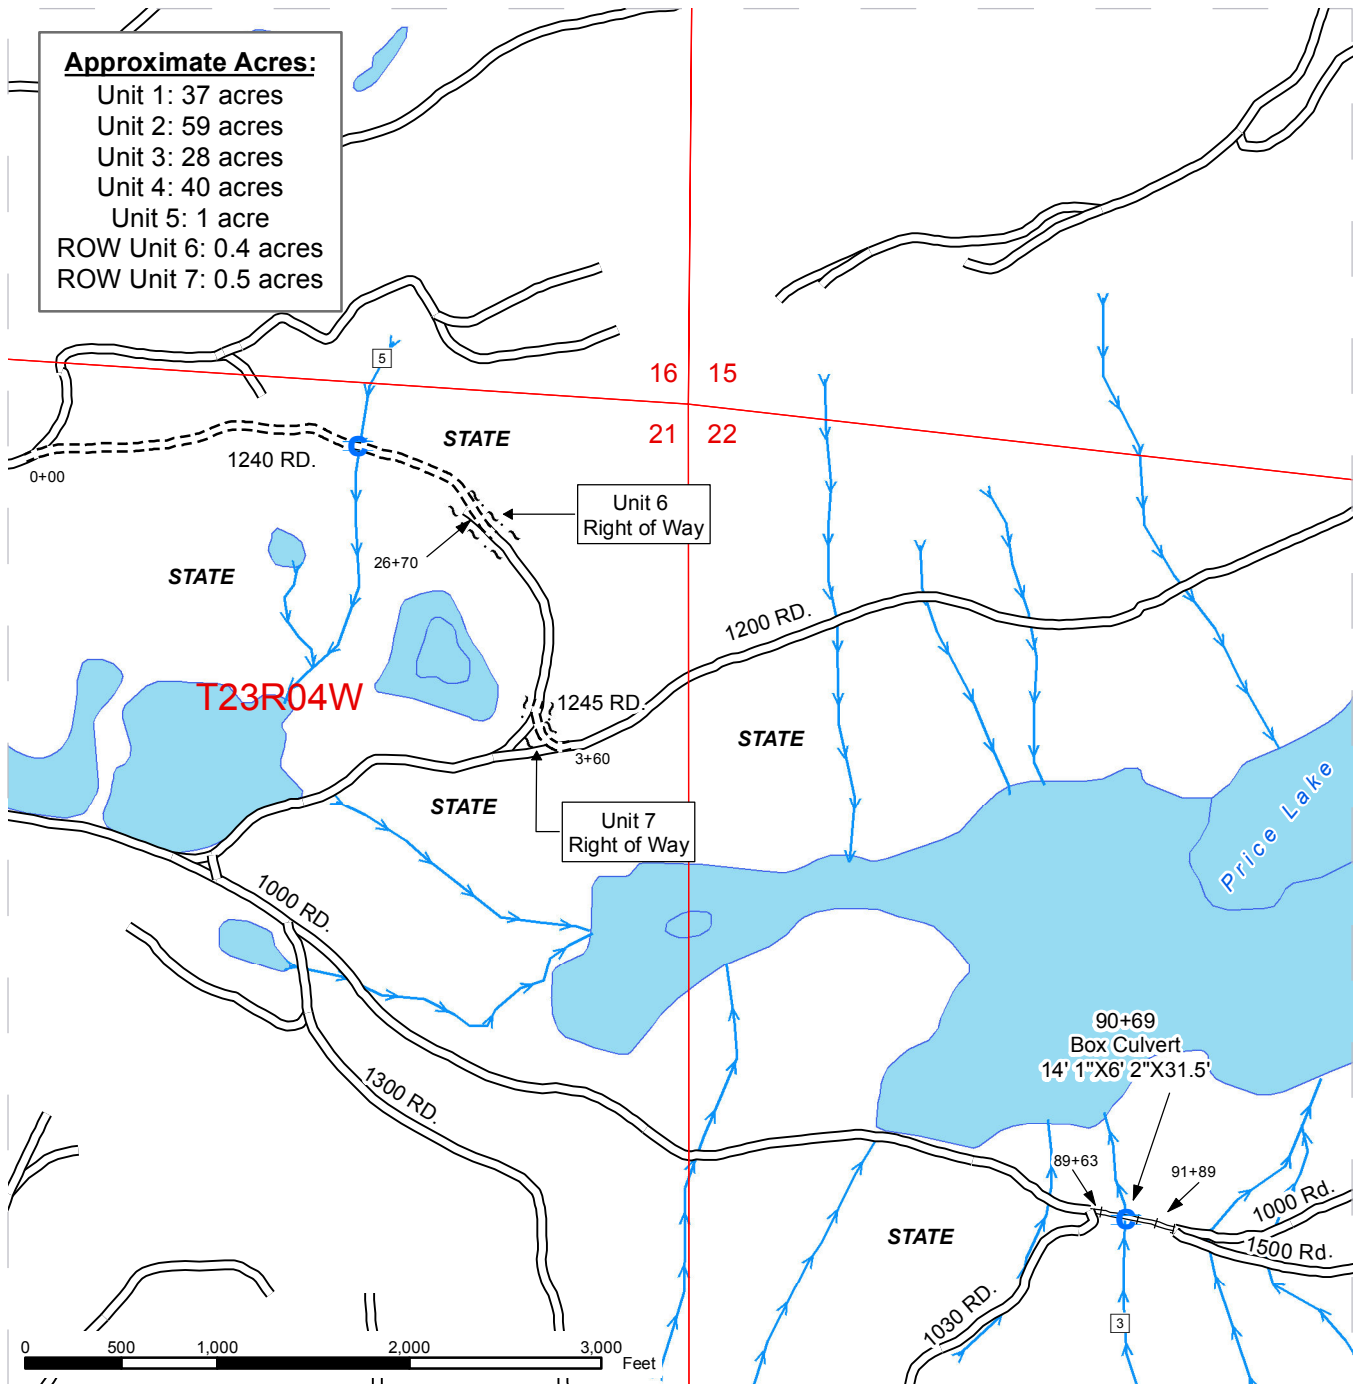 Approximate Acres:
Unit 1: 37 acres
Unit 2: 59 acres
Unit 3: 28 acres
Unit 4: 40 acres
Unit 5: 1 acre
ROW Unit 6: 0.4 acres
ROW Unit 7: 0.5 acres
5
16 15
21 22
STATE
1240 RD.
0+00
Unit 6
Right of Way
26+70
STATE
1200 RD.
T23R04W
1245 RD.
3+60
STATE
STATE
Unit 7
Right of Way
Price Lake
1000 RD.
90+69
Box Culvert
14' 1"X6' 2"X31.5'
1300 RD.
89+63
91+89
1000 Rd.
STATE
1500 Rd.
1030 RD.
3
0 500 1,000 2,000 3,000
Feet